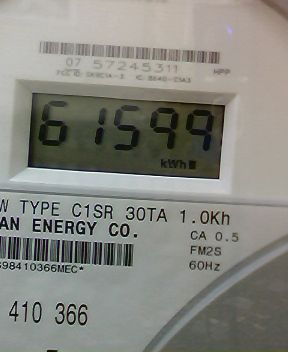 07 57245311
HPP
61599
kWh
W TYPE C1SR 30TA 1.0Kh
AN ENERGY CO.
CA 0.5
FM2S
60Hz
98410366MEC*
410 366